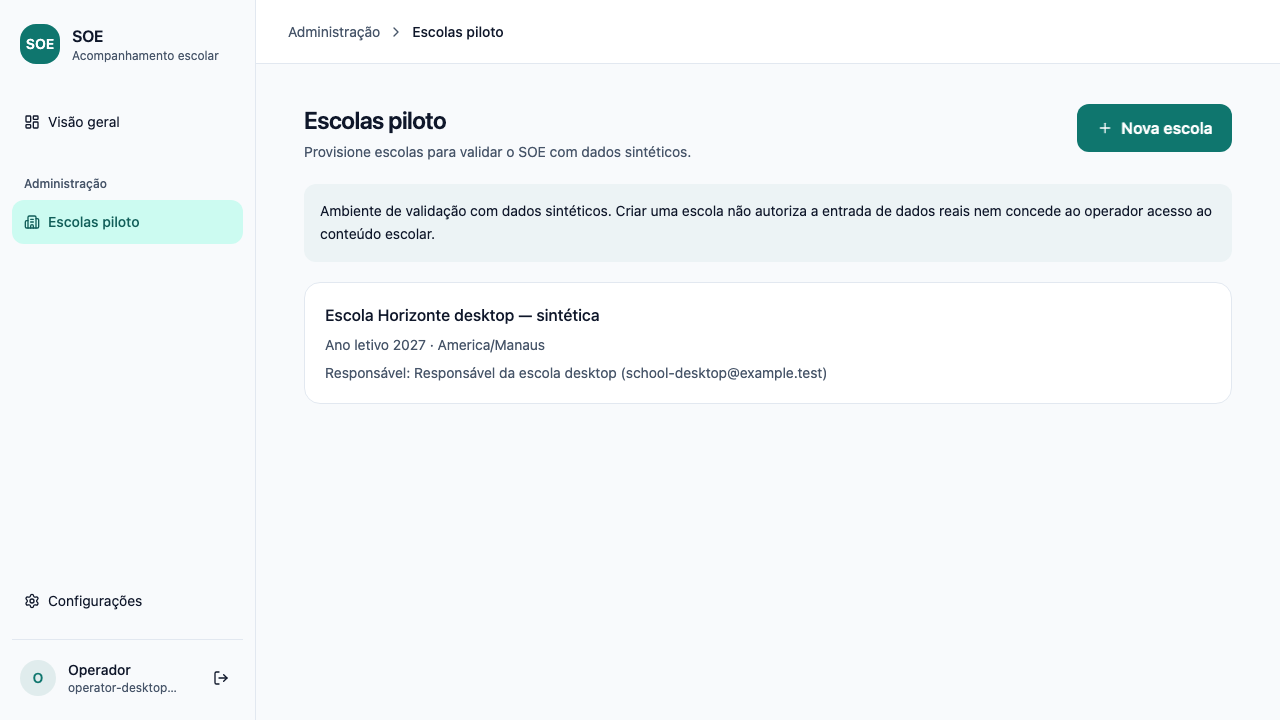 SOE
SOE
Acompanhamento escolar
Visão geral
Administração
Escolas piloto
Configurações
O
Operador
operator-desktop...
Administração
Escolas piloto
Escolas piloto
Provisione escolas para validar o SOE com dados sintéticos.
Nova escola
Ambiente de validação com dados sintéticos. Criar uma escola não autoriza a entrada de dados reais nem concede ao operador acesso ao
conteúdo escolar.
Escola Horizonte desktop — sintética
Ano letivo 2027 · America/Manaus
Responsável: Responsável da escola desktop (school-desktop@example.test)